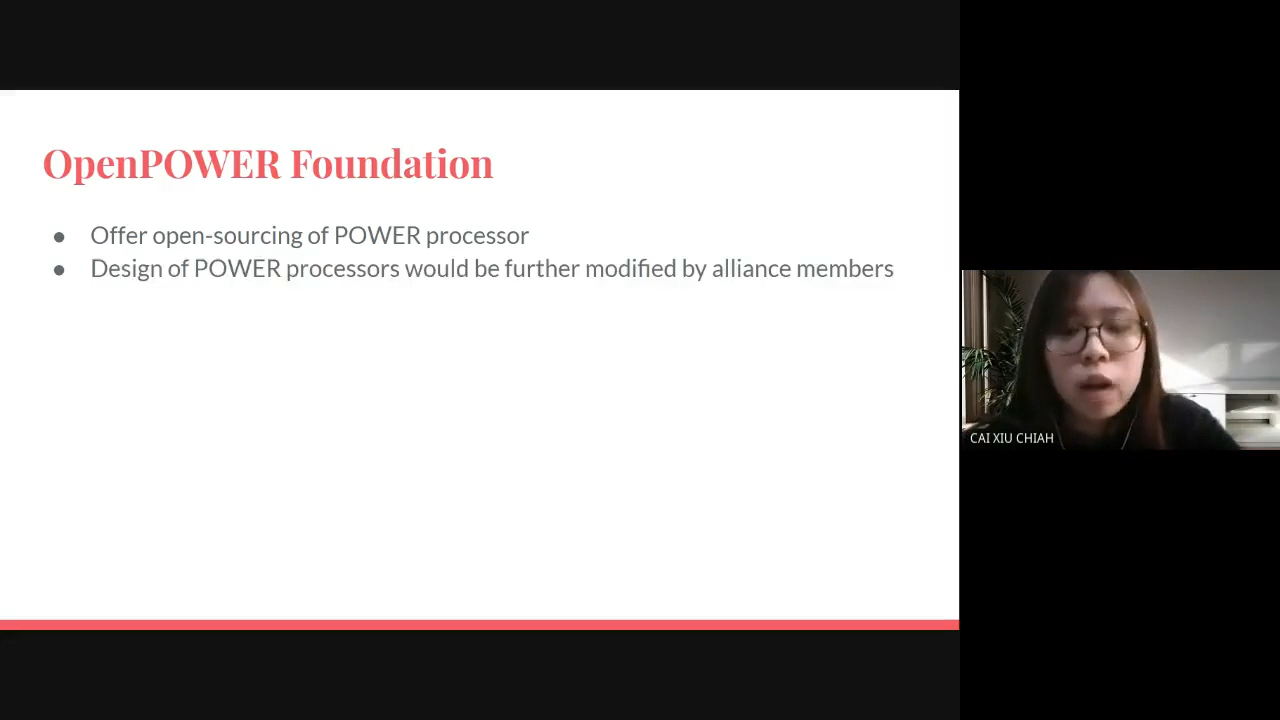 OpenPOWER Foundation
● Offer open-sourcing of POWER processor
● Design of POWER processors would be further modified by alliance members
CAI XIU CHIAH